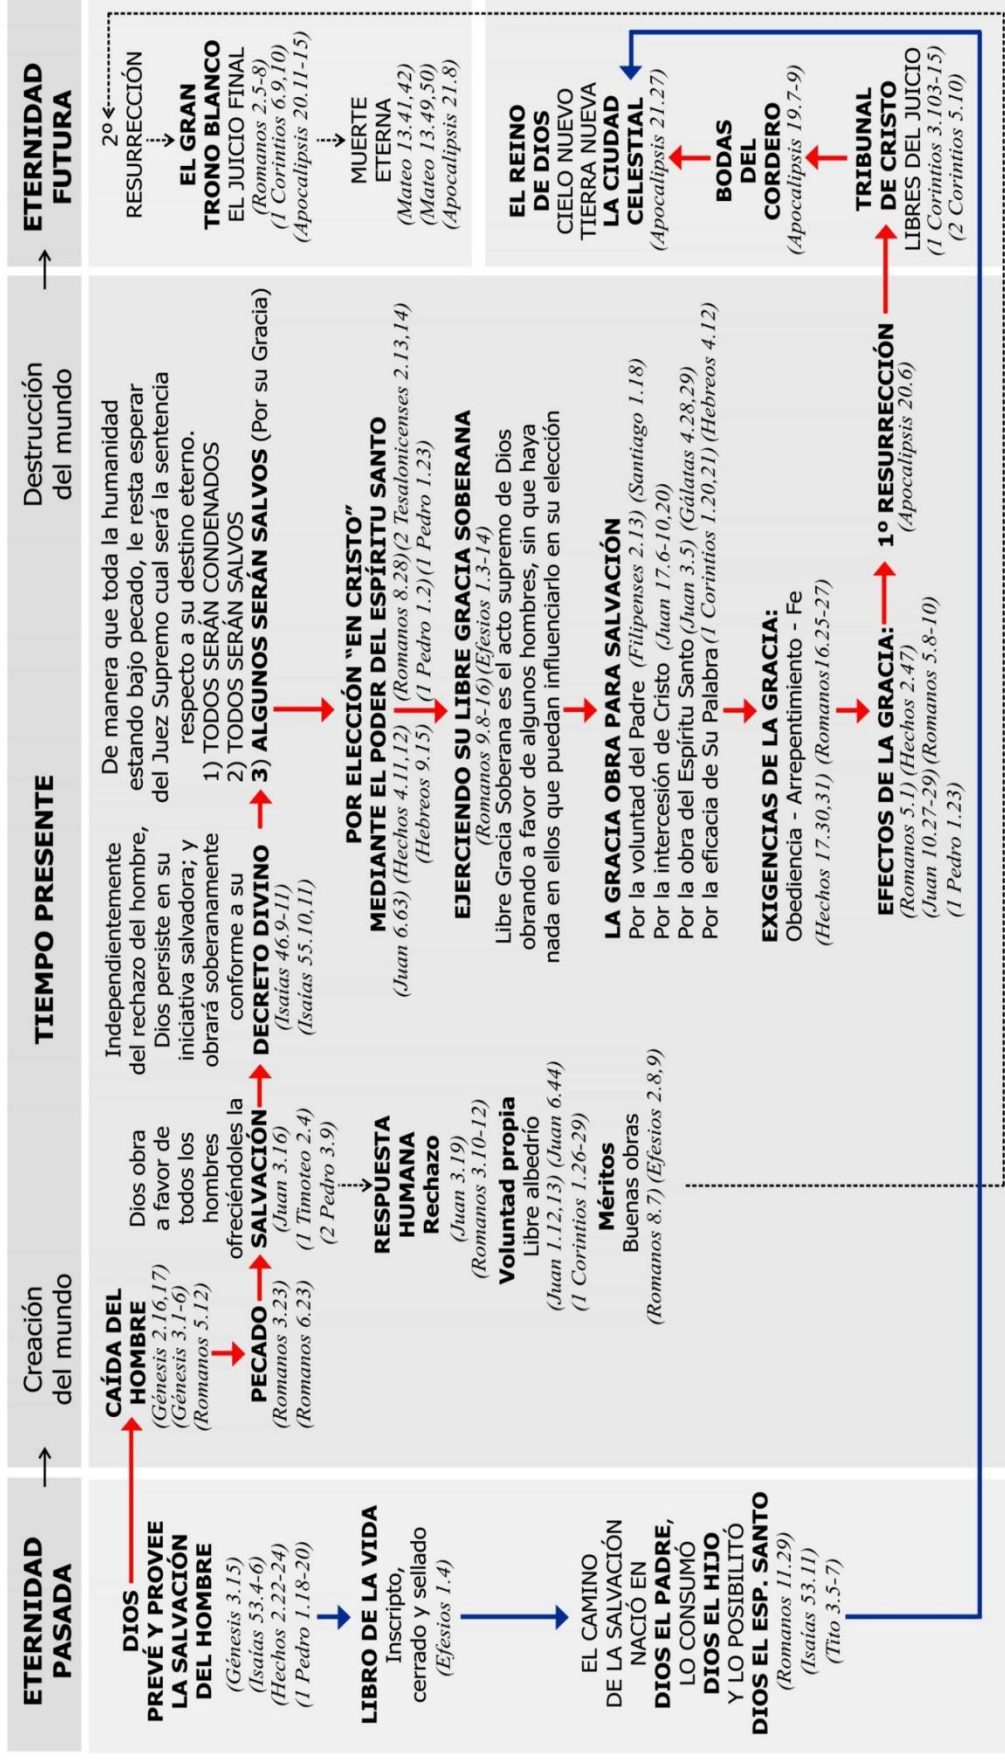 ETERNIDAD
PASADA
→
Creación
del mundo
TIEMPO PRESENTE
Destrucción
del mundo
→
ETERNIDAD
FUTURA
DIOS
PREVÉ Y PROVEE
LA SALVACIÓN
DEL HOMBRE
(Génesis 3.15)
(Isaías 53.4-6)
(Hechos 2.22-24)
(1 Pedro 1.18-20)
LIBRO DE LA VIDA
Inscripto,
cerrado y sellado
(Efesios 1.4)
EL CAMINO
DE LA SALVACIÓN
NACIÓ EN
DIOS EL PADRE,
LO CONSUMÓ
DIOS EL HIJO
Y LO POSIBILITÓ
DIOS EL ESP. SANTO
(Romanos 11.29)
(Isaías 53.11)
(Tito 3.5-7)
CAÍDA DEL
HOMBRE
(Génesis 2.16,17)
(Génesis 3.1-6)
(Romanos 5.12)
PECADO
(Romanos 3.23)
(Romanos 6.23)
Dios obra
a favor de
todos los
hombres
ofreciéndoles la
SALVACIÓN
(Juan 3.16)
(1 Timoteo 2.4)
(2 Pedro 3.9)
RESPUESTA
HUMANA
Rechazo
(Juan 3.19)
(Romanos 3.10-12)
Voluntad propia
Libre albedrío
(Juan 1.12,13) (Juan 6.44)
(1 Corintios 1.26-29)
Méritos
Buenas obras
(Romanos 8.7) (Efesios 2.8,9)
Independientemente
del rechazo del hombre,
Dios persiste en su
iniciativa salvadora; y
obrará soberanamente
conforme a su
DECRETO DIVINO
(Isaías 46.9-11)
(Isaías 55.10,11)
De manera que toda la humanidad
estando bajo pecado, le resta esperar
del Juez Supremo cual será la sentencia
respecto a su destino eterno.
1) TODOS SERÁN CONDENADOS
2) TODOS SERÁN SALVOS
3) ALGUNOS SERÁN SALVOS (Por su Gracia)
POR ELECCIÓN "EN CRISTO"
MEDIANTE EL PODER DEL ESPÍRITU SANTO
(Juan 6.63) (Hechos 4.11,12) (Romanos 8.28)(2 Tesalonicenses 2.13,14)
(Hebreos 9.15) (1 Pedro 1.2) (1 Pedro 1.23)
EJERCIENDO SU LIBRE GRACIA SOBERANA
(Romanos 9.8-16) (Efesios 1.3-14)
Libre Gracia Soberana es el acto supremo de Dios
obrando a favor de algunos hombres, sin que haya
nada en ellos que puedan influenciarlo en su elección
LA GRACIA OBRA PARA SALVACIÓN
Por la voluntad del Padre (Filipenses 2.13) (Santiago 1.18)
Por la intercesión de Cristo (Juan 17.6-10,20)
Por la obra del Espíritu Santo (Juan 3.5) (Gálatas 4.28,29)
Por la eficacia de Su Palabra (1 Corintios 1.20,21) (Hebreos 4.12)
EXIGENCIAS DE LA GRACIA:
Obediencia - Arrepentimiento - Fe
(Hechos 17.30,31) (Romanos16.25-27)
EFECTOS DE LA GRACIA:
(Romanos 5.1) (Hechos 2.47)
(Juan 10.27-29) (Romanos 5.8-10)
(1 Pedro 1.23)
1º RESURRECCIÓN
(Apocalipsis 20.6)
2º
RESURRECCIÓN
EL GRAN
TRONO BLANCO
EL JUICIO FINAL
(Romanos 2.5-8)
(1 Corintios 6.9,10)
(Apocalipsis 20.11-15)
MUERTE
ETERNA
(Mateo 13.41,42)
(Mateo 13.49,50)
(Apocalipsis 21.8)
EL REINO
DE DIOS
CIELO NUEVO
TIERRA NUEVA
LA CIUDAD
CELESTIAL
(Apocalipsis 21.27)
BODAS
DEL
CORDERO
(Apocalipsis 19.7-9)
TRIBUNAL
DE CRISTO
LIBRES DEL JUICIO
(1 Corintios 3.103-15)
(2 Corintios 5.10)